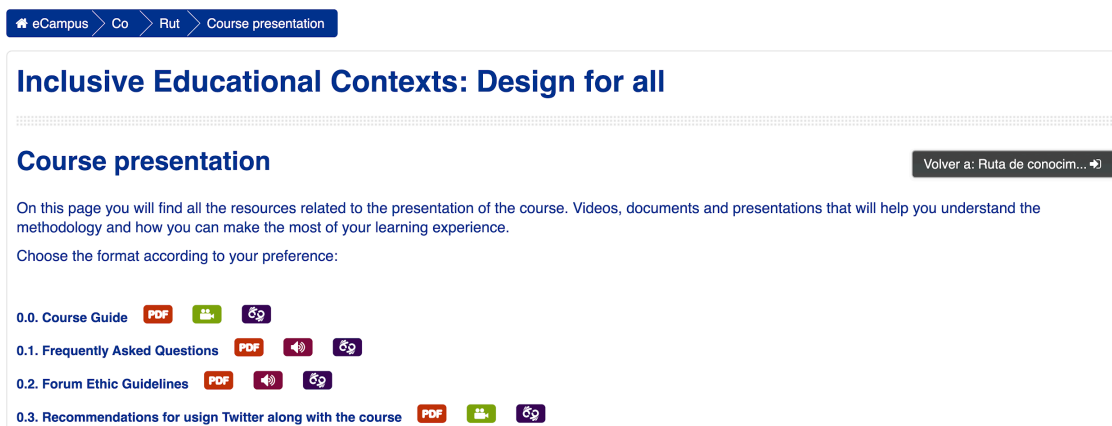 eCampus Co Rut Course presentation
Inclusive Educational Contexts: Design for all
Course presentation
Volver a: Ruta de conocim...
On this page you will find all the resources related to the presentation of the course. Videos, documents and presentations that will help you understand the
methodology and how you can make the most of your learning experience.
Choose the format according to your preference:
0.0. Course Guide PDF
0.1. Frequently Asked Questions PDF
0.2. Forum Ethic Guidelines PDF
0.3. Recommendations for usign Twitter along with the course PDF